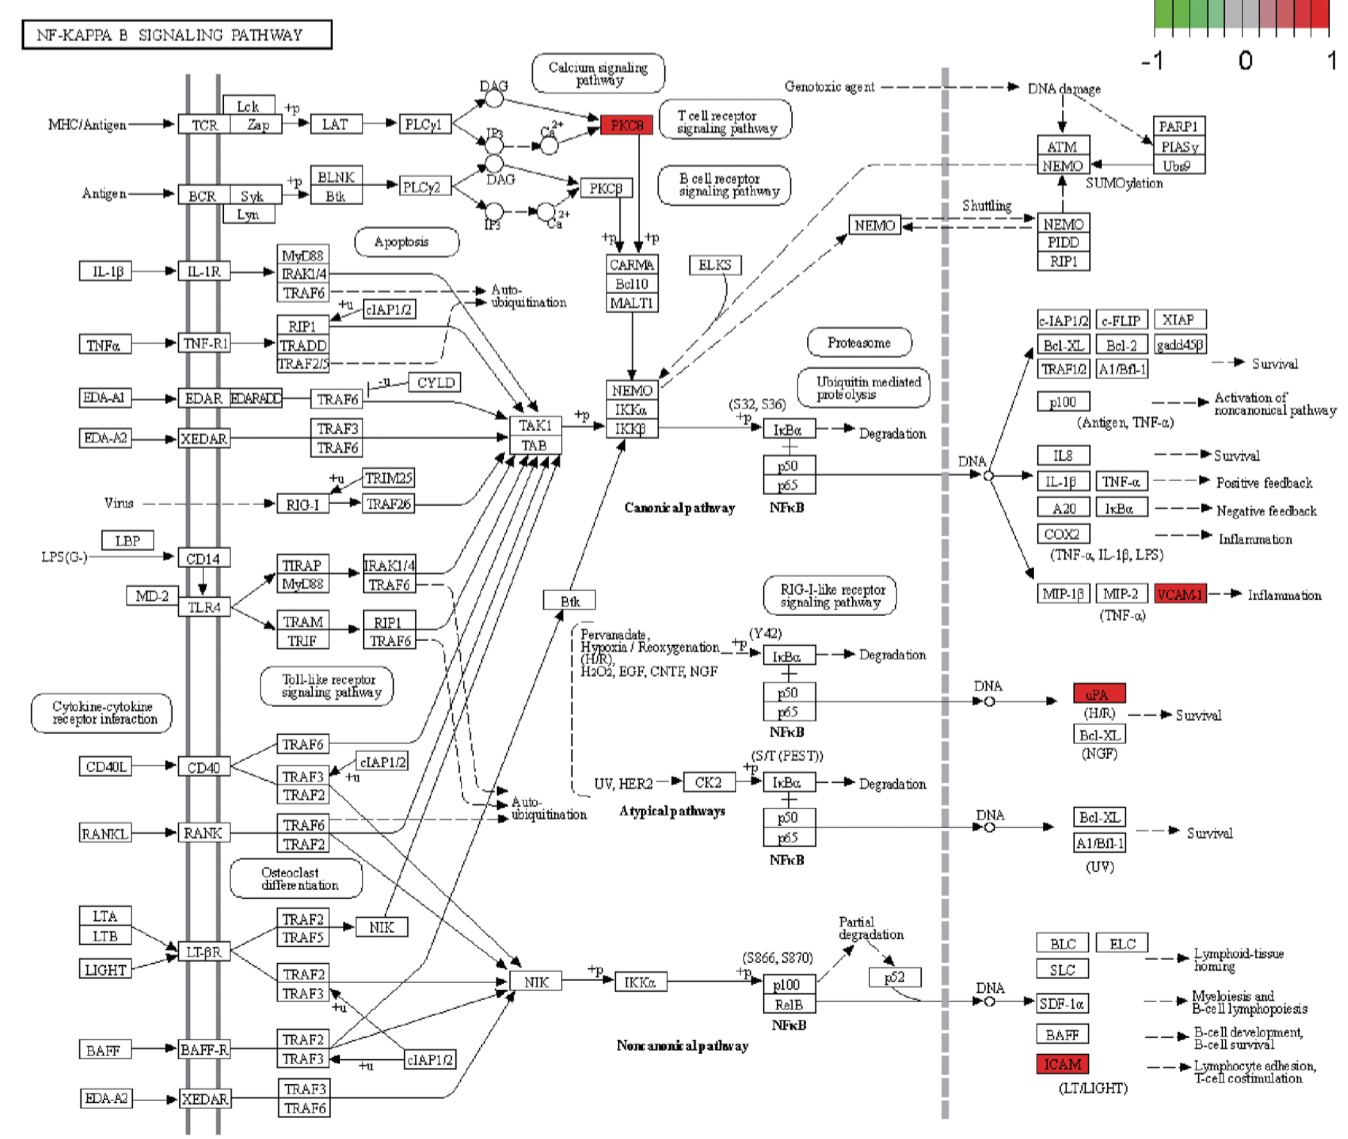 NF-KAPPA B SIGNALING PATHWAY
-1 0 1
Calcium signaling
pathway
T cell receptor
signaling pathway
B cell receptor
signaling pathway
MHC/Antigen
TCR
Lck
Zap
+p
LAT
PLCγ1
DAG
IP3
Ca2+
PKCθ
Antigen
BCR
Syk
Lyn
+p
BLNK
Btk
PLCγ2
DAG
IP3
Ca2+
PKCβ
+p
+p
CARMA
Bcl10
MALT1
ELKS
Genotoxic agent
DNA damage
ATM
NEMO
PARP1
PIASy
Ubs9
SUMOylation
Shuttling
NEMO
NEMO
PIDD
RIP1
Apoptosis
IL-1β
IL-1R
MyD88
IRAK1/4
TRAF6
Auto-
ubiquitination
+u
cIAP1/2
TNFα
TNF-R1
RIP1
TRADD
TRAF2/5
EDA-A1
EDAR
EDARADD
TRAF6
-u
CYLD
EDA-A2
XEDAR
TRAF3
TRAF6
TAK1
TAB
+p
NEMO
IKKα
IKKβ
Proteasome
Ubiquitin mediated
proteolysis
(S32, S36)
+p
IκBα
Degradation
p50
p65
NFκB
Canonical pathway
DNA
c-IAP1/2
c-FLIP
XIAP
Bcl-XL
Bcl-2
gadd45β
TRAF1/2
A1/Bfl-1
Survival
p100
Activation of
noncanonical pathway
(Antigen, TNF-α)
IL8
Survival
IL-1β
TNF-α
Positive feedback
A20
IκBα
Negative feedback
COX2
Inflammation
(TNF-α, IL-1β, LPS)
MIP-1β
MIP-2
VCAM-1
Inflammation
(TNF-α)
Virus
RIG-I
+u
TRIM25
TRAF26
LBP
LPS(G-)
CD14
MD-2
TLR4
TIRAP
MyD88
IRAK1/4
TRAF6
TRAM
TRIF
RIP1
TRAF6
Toll-like receptor
signaling pathway
Cytokine-cytokine
receptor interaction
Btk
RIG-I-like receptor
signaling pathway
Pervanadate,
Hypoxia / Reoxygenation
(H/R),
H2O2, EGF, CNTF, NGF
+p
(Y42)
IκBα
Degradation
p50
p65
NFκB
DNA
uPA
(H/R)
Bcl-XL
(NGF)
Survival
CD40L
CD40
TRAF6
TRAF3
TRAF2
cIAP1/2
+u
Auto-
ubiquitination
UV, HER2
CK2
+p
(S/T (PEST))
IκBα
Degradation
p50
p65
NFκB
Atypical pathways
DNA
Bcl-XL
A1/Bfl-1
(UV)
Survival
RANKL
RANK
TRAF6
TRAF2
Osteoclast
differentiation
LTA
LTB
LIGHT
LT-βR
TRAF2
TRAF5
NIK
TRAF2
TRAF3
+u
NIK
+p
IKKα
+p
(S866, S870)
p100
RelB
NFκB
Partial
degradation
p52
Noncanonical pathway
DNA
BLC
ELC
SLC
Lymphoid-tissue
homing
SDF-1α
Myeloiesis and
B-cell lymphopoiesis
BAFF
B-cell development,
B-cell survival
ICAM
Lymphocyte adhesion,
T-cell costimulation
(LT/LIGHT)
BAFF
BAFF-R
TRAF2
TRAF3
+u
cIAP1/2
EDA-A2
XEDAR
TRAF3
TRAF6